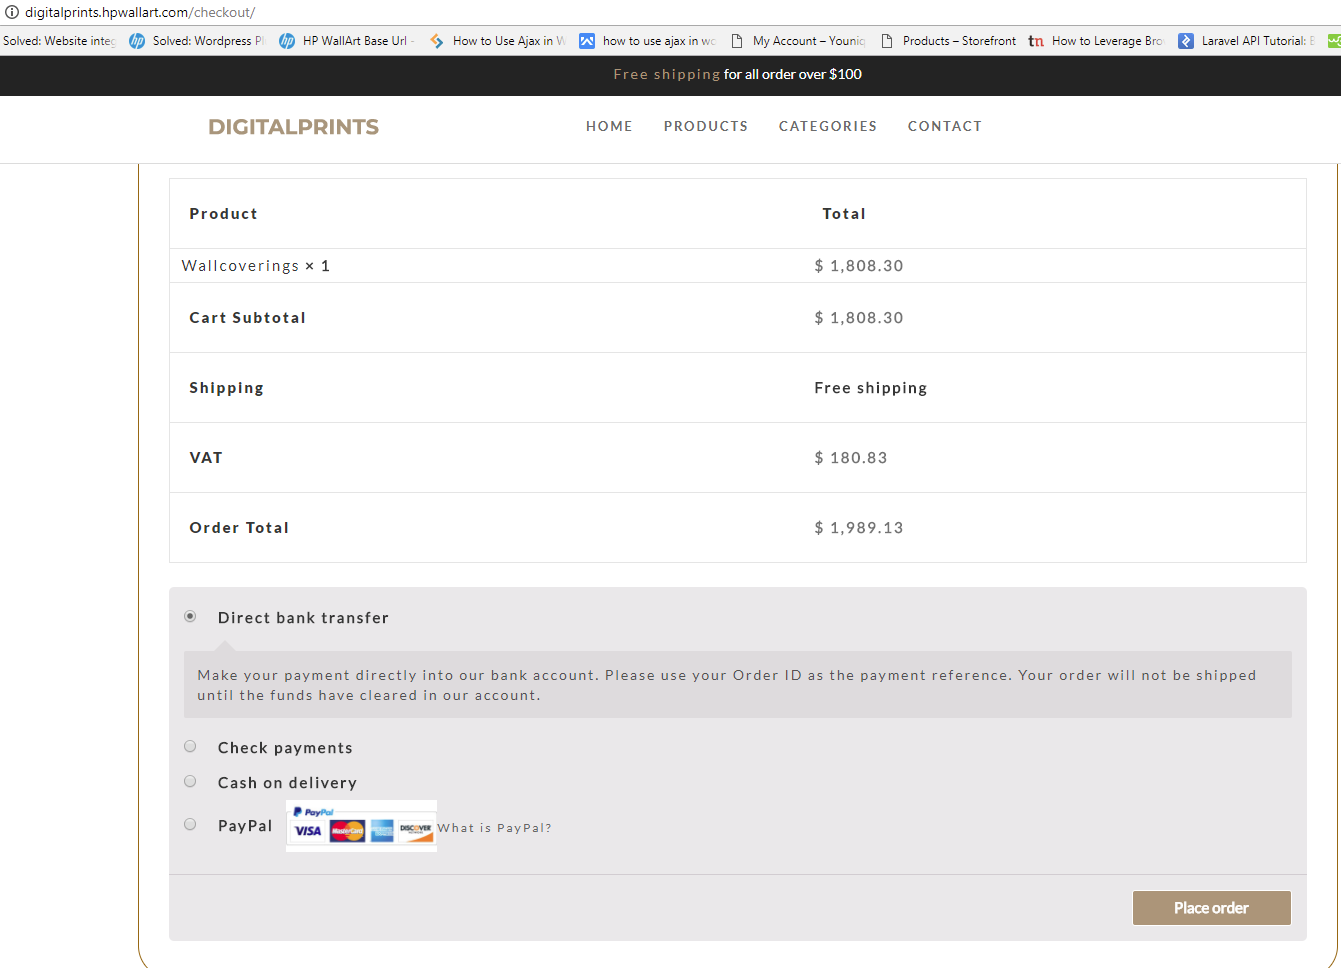 digitalprints.hpwallart.com/checkout/
Solved: Website integ Solved: Wordpress Pl HP WallArt Base Url - How to Use Ajax in W how to use ajax in wo My Account – Youniq Products – Storefront tn How to Leverage Bro Laravel API Tutorial:
Free shipping for all order over $100
DIGITALPRINTS HOME PRODUCTS CATEGORIES CONTACT
Product Total
Wallcoverings × 1 $ 1,808.30
Cart Subtotal $ 1,808.30
Shipping Free shipping
VAT $ 180.83
Order Total $ 1,989.13
Direct bank transfer
Make your payment directly into our bank account. Please use your Order ID as the payment reference. Your order will not be shipped
until the funds have cleared in our account.
Check payments
Cash on delivery
PayPal PayPal VISA MasterCard DISCOVER What is PayPal?
Place order